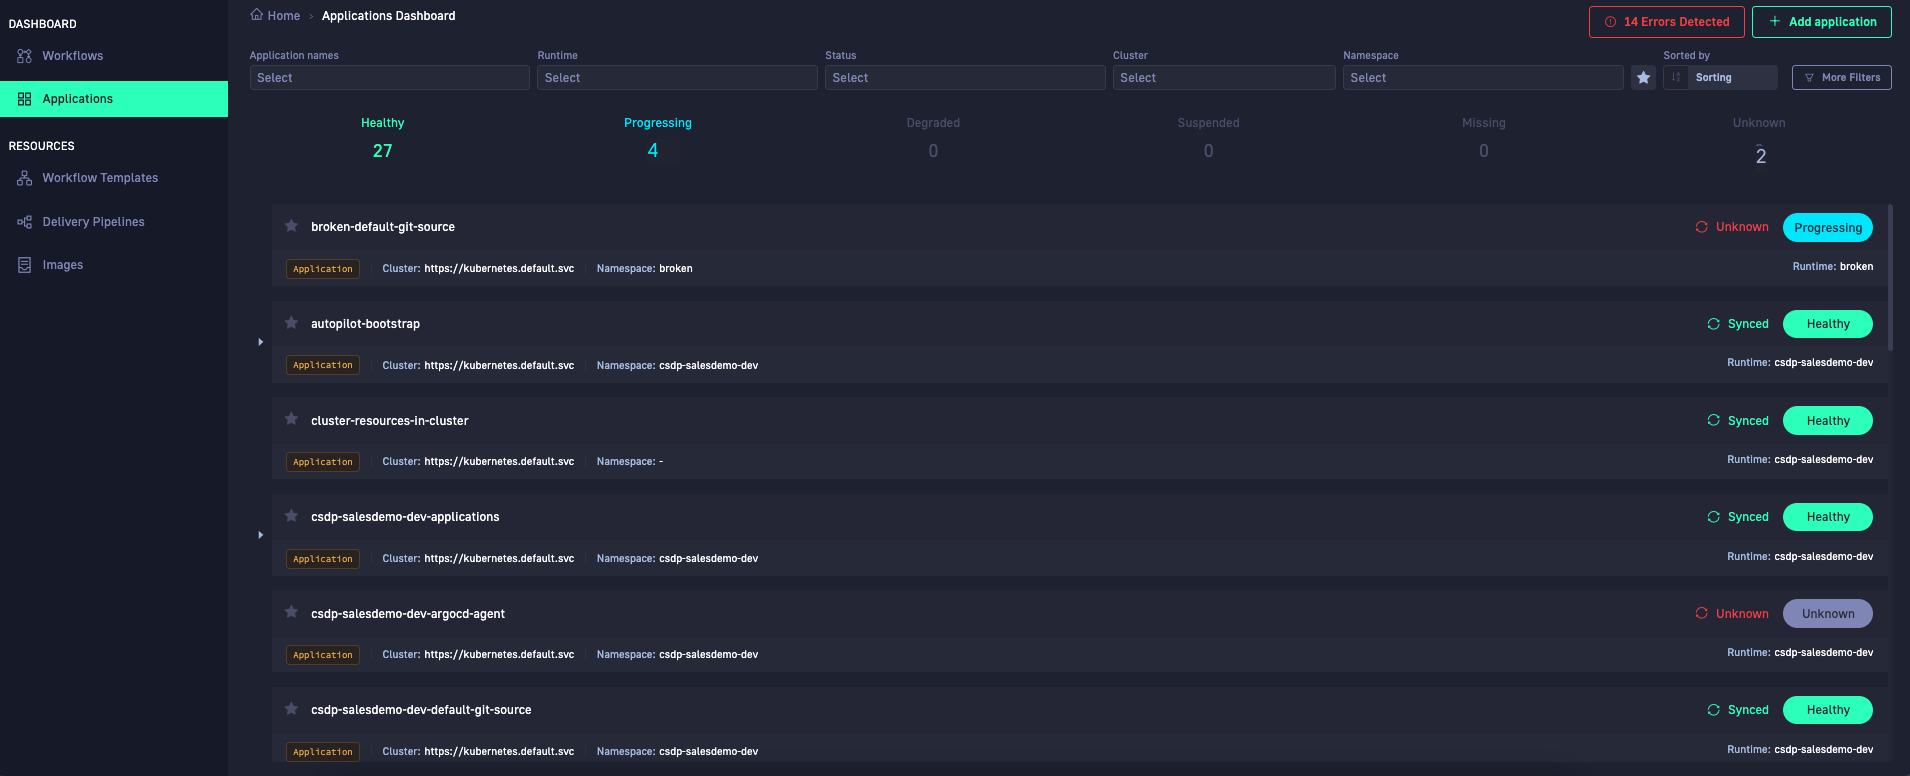 DASHBOARD
Workflows
Applications
RESOURCES
Workflow Templates
Delivery Pipelines
Images
Home › Applications Dashboard
14 Errors Detected
+ Add application
Application names
Select
Runtime
Select
Status
Select
Cluster
Select
Namespace
Select
Sorted by
Sorting
More Filters
Healthy
27
Progressing
4
Degraded
0
Suspended
0
Missing
0
Unknown
2
broken-default-git-source
Unknown
Progressing
Application
Cluster: https://kubernetes.default.svc
Namespace: broken
Runtime: broken
autopilot-bootstrap
Synced
Healthy
Application
Cluster: https://kubernetes.default.svc
Namespace: csdp-salesdemo-dev
Runtime: csdp-salesdemo-dev
cluster-resources-in-cluster
Synced
Healthy
Application
Cluster: https://kubernetes.default.svc
Namespace: -
Runtime: csdp-salesdemo-dev
csdp-salesdemo-dev-applications
Synced
Healthy
Application
Cluster: https://kubernetes.default.svc
Namespace: csdp-salesdemo-dev
Runtime: csdp-salesdemo-dev
csdp-salesdemo-dev-argocd-agent
Unknown
Unknown
Application
Cluster: https://kubernetes.default.svc
Namespace: csdp-salesdemo-dev
Runtime: csdp-salesdemo-dev
csdp-salesdemo-dev-default-git-source
Synced
Healthy
Application
Cluster: https://kubernetes.default.svc
Namespace: csdp-salesdemo-dev
Runtime: csdp-salesdemo-dev